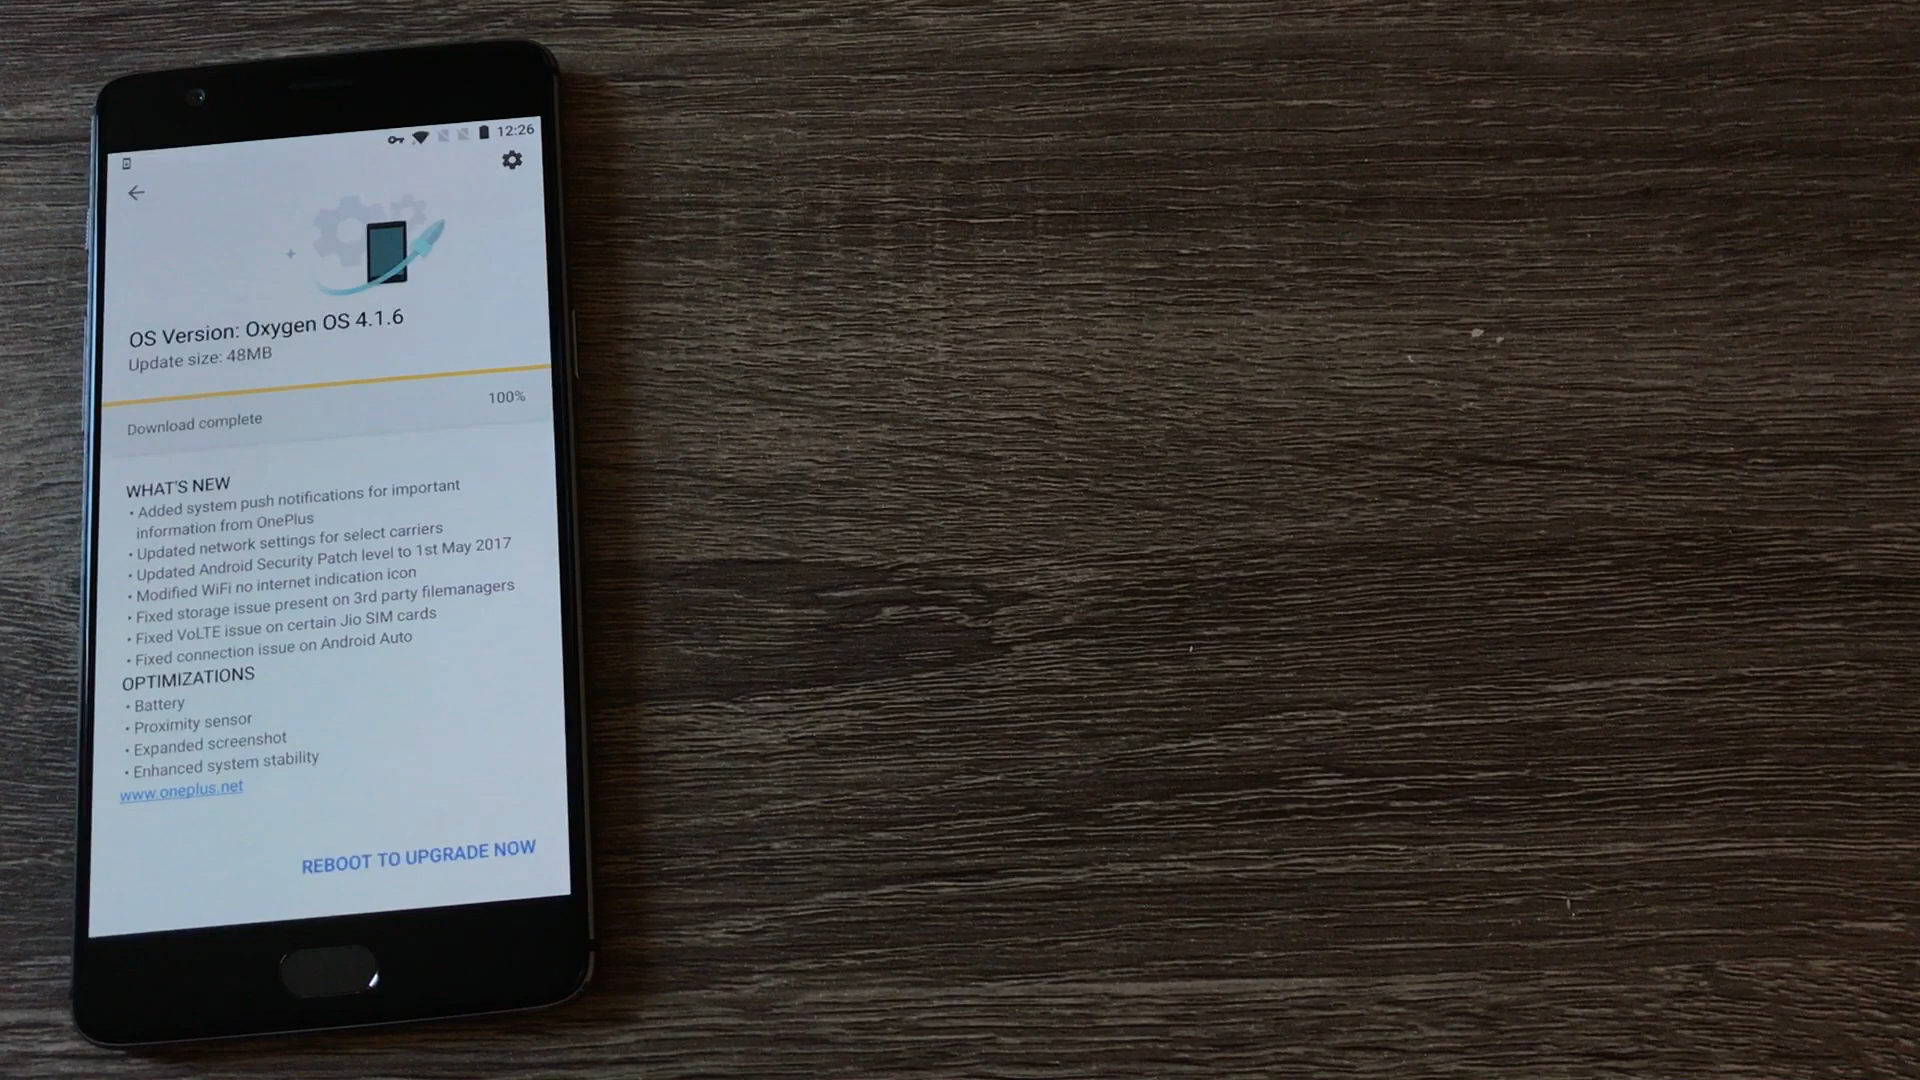 12:26
OS Version: Oxygen OS 4.1.6
Update size: 48MB
100%
Download complete
WHAT'S NEW
• Added system push notifications for important
information from OnePlus
• Updated network settings for select carriers
• Updated Android Security Patch level to 1st May 2017
• Modified WiFi no internet indication icon
• Fixed storage issue present on 3rd party filemanagers
• Fixed VoLTE issue on certain Jio SIM cards
• Fixed connection issue on Android Auto
OPTIMIZATIONS
• Battery
• Proximity sensor
• Expanded screenshot
• Enhanced system stability
www.oneplus.net
REBOOT TO UPGRADE NOW